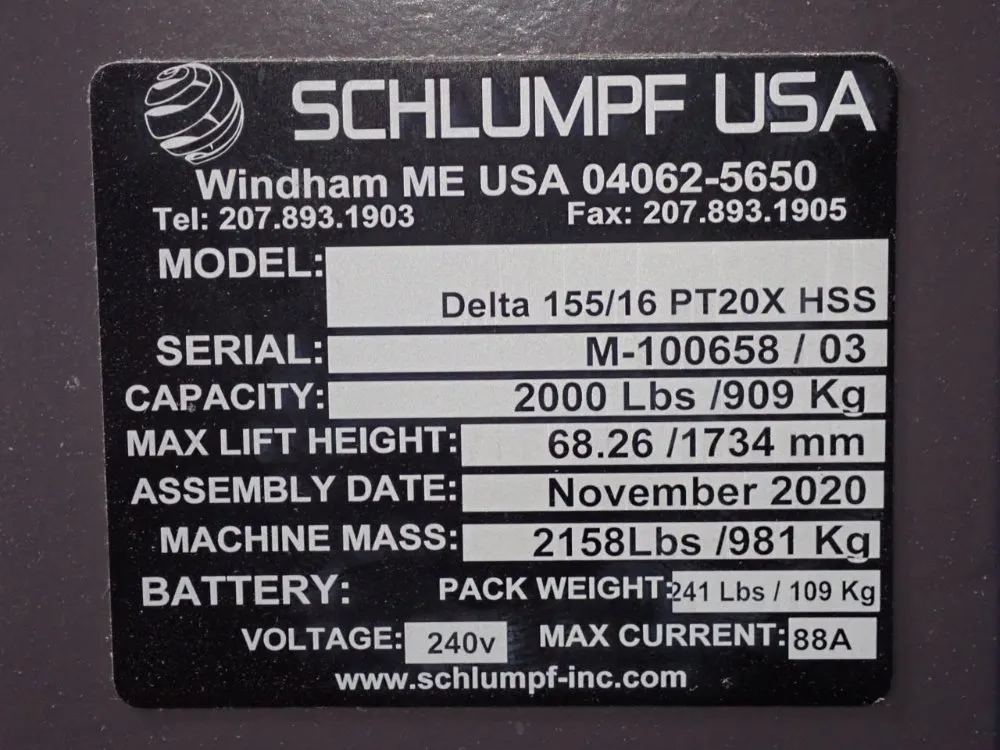 SCHLUMPF USA
Windham ME USA 04062-5650
Tel: 207.893.1903 Fax: 207.893.1905
MODEL: Delta 155/16 PT20X HSS
SERIAL: M-100658 / 03
CAPACITY: 2000 Lbs /909 Kg
MAX LIFT HEIGHT: 68.26 /1734 mm
ASSEMBLY DATE: November 2020
MACHINE MASS: 2158Lbs /981 Kg
BATTERY: PACK WEIGHT: 241 Lbs / 109 Kg
VOLTAGE: 240v MAX CURRENT: 88A
www.schlumpf-inc.com